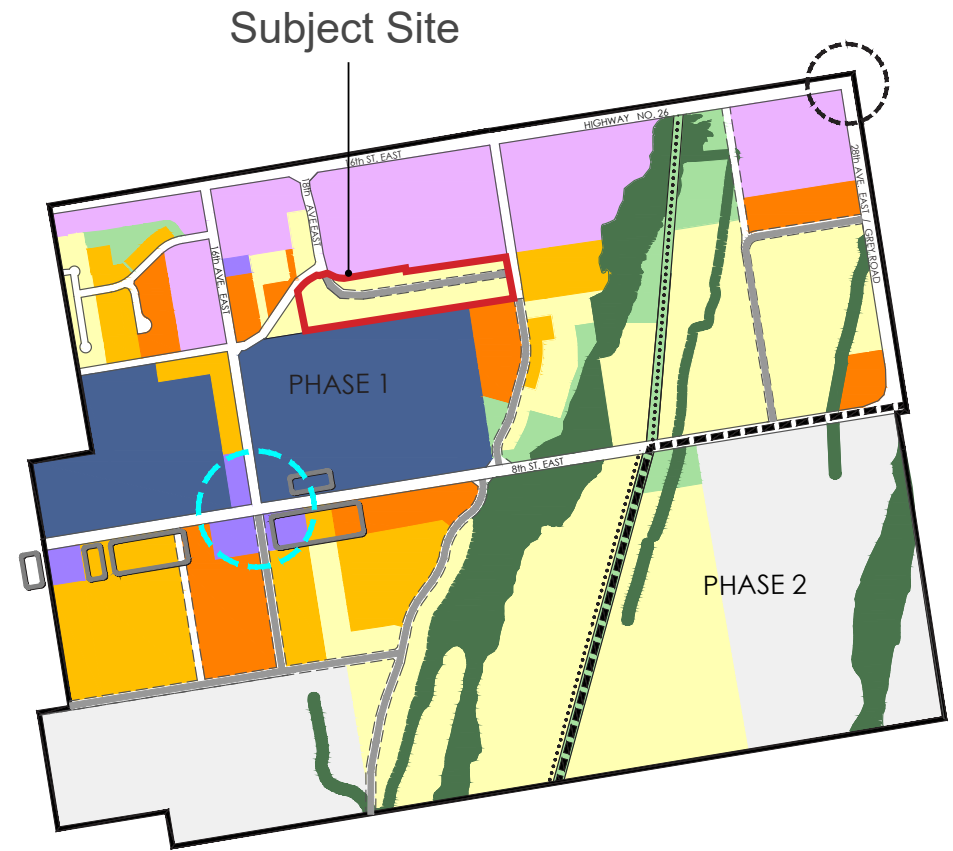 Subject Site
HIGHWAY NO. 26
16th ST. EAST
18th AVE EAST
16th AVE. EAST
28th AVE. EAST / GREY ROAD
PHASE 1
8th ST. EAST
PHASE 2